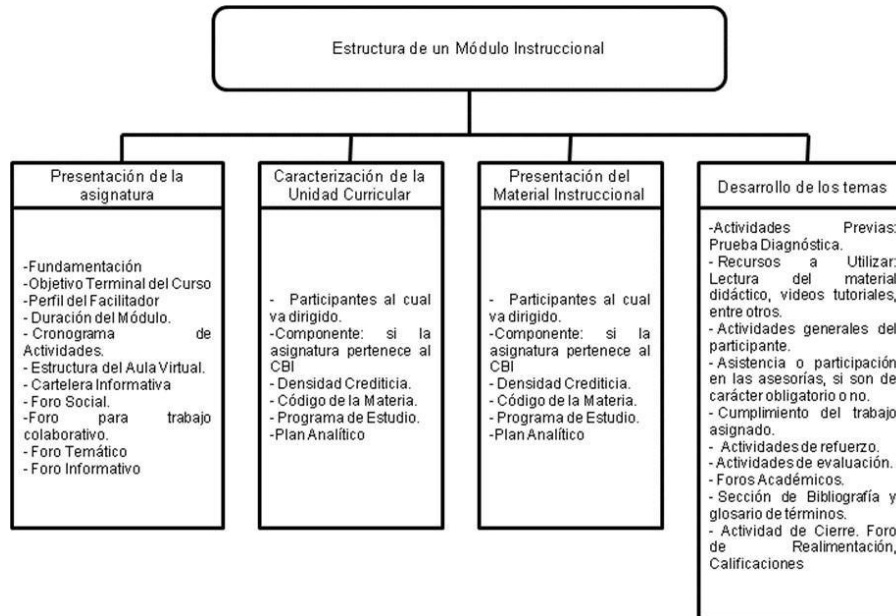 Estructura de un Módulo Instruccional
Presentación de la
asignatura
-Fundamentación
-Objetivo Terminal del Curso
-Perfil del Facilitador
- Duración del Módulo.
- Cronograma de
Actividades.
- Estructura del Aula Virtual.
- Cartelera Informativa
- Foro Social.
-Foro para trabajo
colaborativo.
- Foro Temático
- Foro Informativo
Caracterización de la
Unidad Curricular
- Participantes al cual
va dirigido.
-Componente: si la
asignatura pertenece al
CBI
- Densidad Crediticia.
- Código de la Materia.
- Programa de Estudio.
-Plan Analítico
Presentación del
Material Instruccional
- Participantes al cual
va dirigido.
-Componente: si la
asignatura pertenece al
CBI
- Densidad Crediticia.
- Código de la Materia.
- Programa de Estudio.
-Plan Analítico
Desarrollo de los temas
-Actividades Previas:
Prueba Diagnóstica.
- Recursos a Utilizar:
Lectura del material
didáctico, videos tutoriales,
entre otros.
- Actividades generales del
participante.
- Asistencia o participación
en las asesorías, si son de
carácter obligatorio o no.
- Cumplimiento del trabajo
asignado.
- Actividades de refuerzo.
- Actividades de evaluación.
- Foros Académicos.
- Sección de Bibliografía y
glosario de términos.
- Actividad de Cierre. Foro
de Realimentación,
Calificaciones